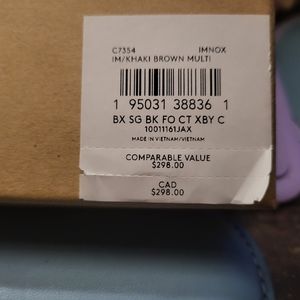 C7354 IMNOX
IM/KHAKI BROWN MULTI
1 95031 38836 1
BX SG BK FO CT XBY C
10011161JAX
MADE IN VIETNAM/VIETNAM
COMPARABLE VALUE
$298.00
CAD
$298.00